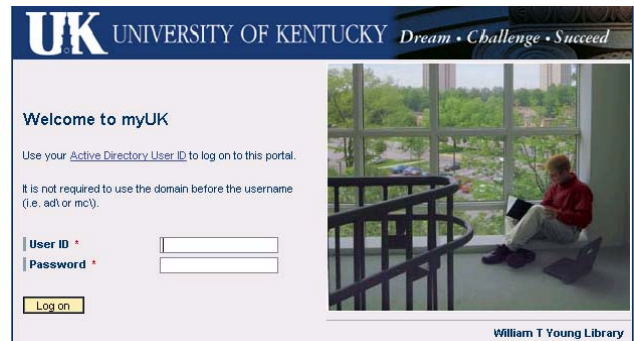 UK UNIVERSITY OF KENTUCKY Dream • Challenge • Succeed
Welcome to myUK
Use your Active Directory User ID to log on to this portal.
It is not required to use the domain before the username
(i.e. ad\ or mc\).
User ID *
Password *
Log on
William T Young Library